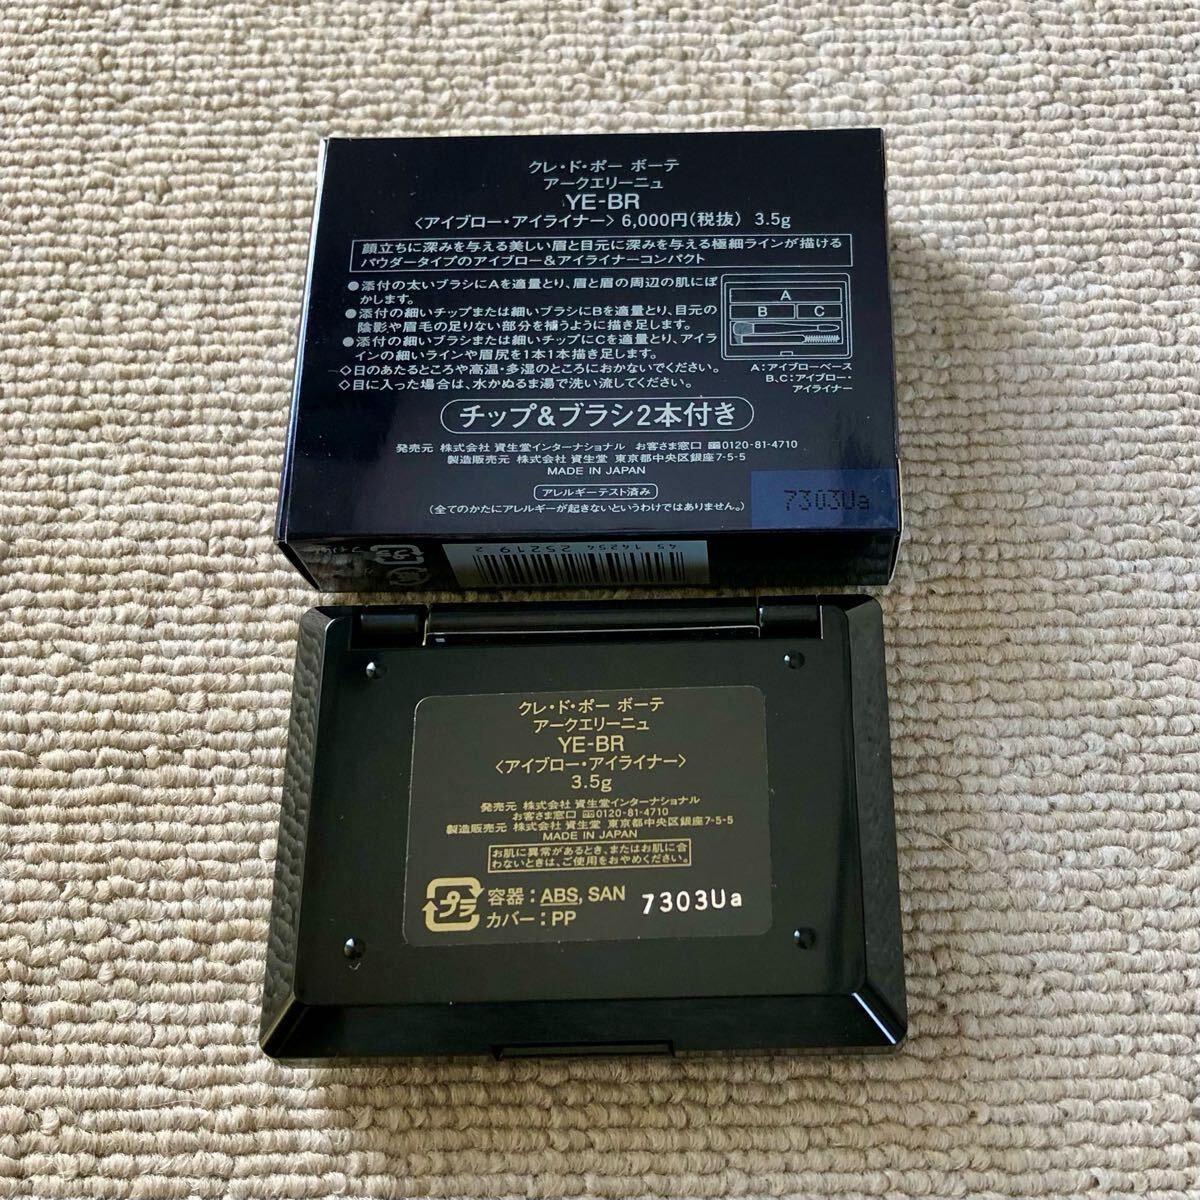 クレ・ド・ポー ボーテ
アークエリーニュ
YE-BR
〈アイブロー・アイライナー〉6,000円(税抜) 3.5g
顔立ちに深みを与える美しい眉と目元に深みを与える極細ラインが描ける
パウダータイプのアイブロー&アイライナーコンパクト
●添付の太いブラシにAを適量とり、眉と眉の周辺の肌にぼ
かします。
●添付の細いチップまたは細いブラシにBを適量とり、目元の
陰影や眉毛の足りない部分を補うように描き足します。
●添付の細いブラシまたは細いチップにCを適量とり、アイラ
インの細いラインや眉尻を1本1本描き足します。
◇日のあたるところや高温・多湿のところにおかないでください。
◇目に入った場合は、水かぬるま湯で洗い流してください。
A
B C
A:アイブローベース
B,C:アイブロー・
アイライナー
チップ&ブラシ2本付き
発売元 株式会社 資生堂インターナショナル お客さま窓口 0120-81-4710
製造販売元 株式会社 資生堂 東京都中央区銀座7-5-5
MADE IN JAPAN
アレルギーテスト済み
(全てのかたにアレルギーが起きないというわけではありません。)
7303Ua
プラ
4514254252192
クレ・ド・ポー ボーテ
アークエリーニュ
YE-BR
〈アイブロー・アイライナー〉
3.5g
発売元 株式会社 資生堂インターナショナル
お客さま窓口 0120-81-4710
製造販売元 株式会社 資生堂 東京都中央区銀座7-5-5
MADE IN JAPAN
お肌に異常があるとき、またはお肌に合
わないときは、ご使用をおやめください。
プラ 容器:ABS, SAN
カバー:PP
7303Ua